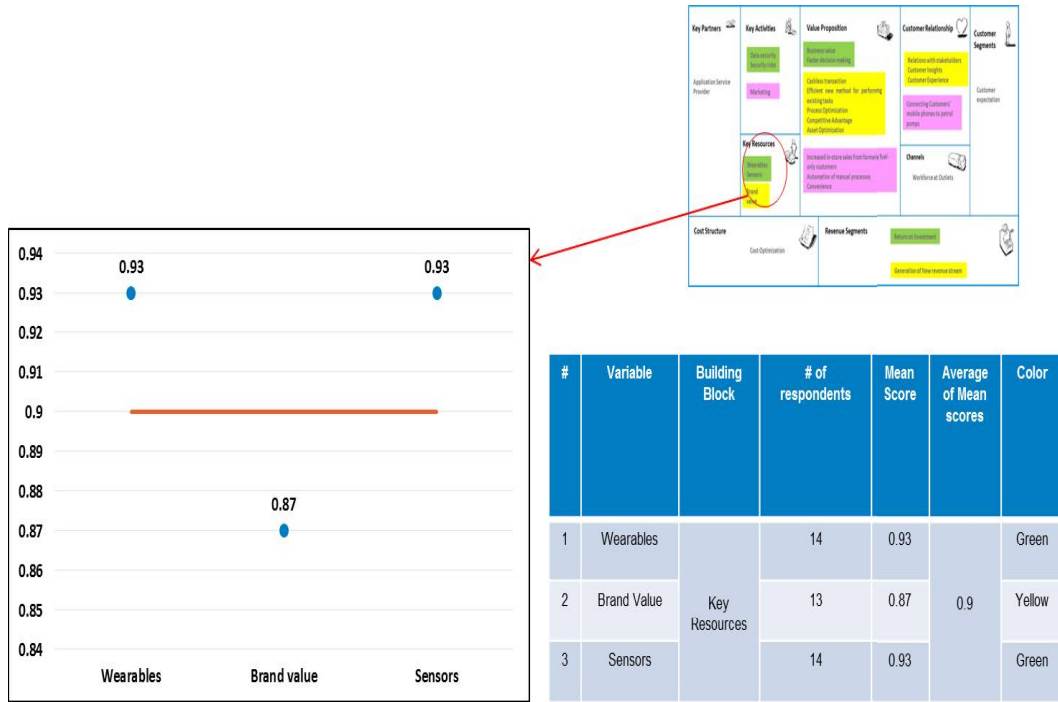 Key Partners
Application Service
Provider
Key Activities
Data security
Security risks
Marketing
Key Resources
Wearables
Sensors
Brand
value
Value Proposition
Business value
Faster decision making
Cashless transaction
Efficient new method for performing
existing tasks
Process Optimization
Competitive Advantage
Asset Optimization
Increased in-store sales from formarly fuel-
only customers
Automation of manual processes
Convenience
Customer Relationship
Relations with stakeholders
Customer Insights
Customer Experience
Connecting Customers'
mobile phones to petrol
pumps
Channels
Workforce at Outlets
Customer
Segments
Customer
expectation
Cost Structure
Cost Optimization
Revenue Segments
Return on Investment
Generation of New revenue stream
0.94
0.93
0.92
0.91
0.9
0.89
0.88
0.87
0.86
0.85
0.84
0.93
0.87
0.93
Wearables Brand value Sensors
# Variable Building Block # of respondents Mean Score Average of Mean scores Color
1 Wearables Key Resources 14 0.93 0.9 Green
2 Brand Value 13 0.87 Yellow
3 Sensors 14 0.93 Green